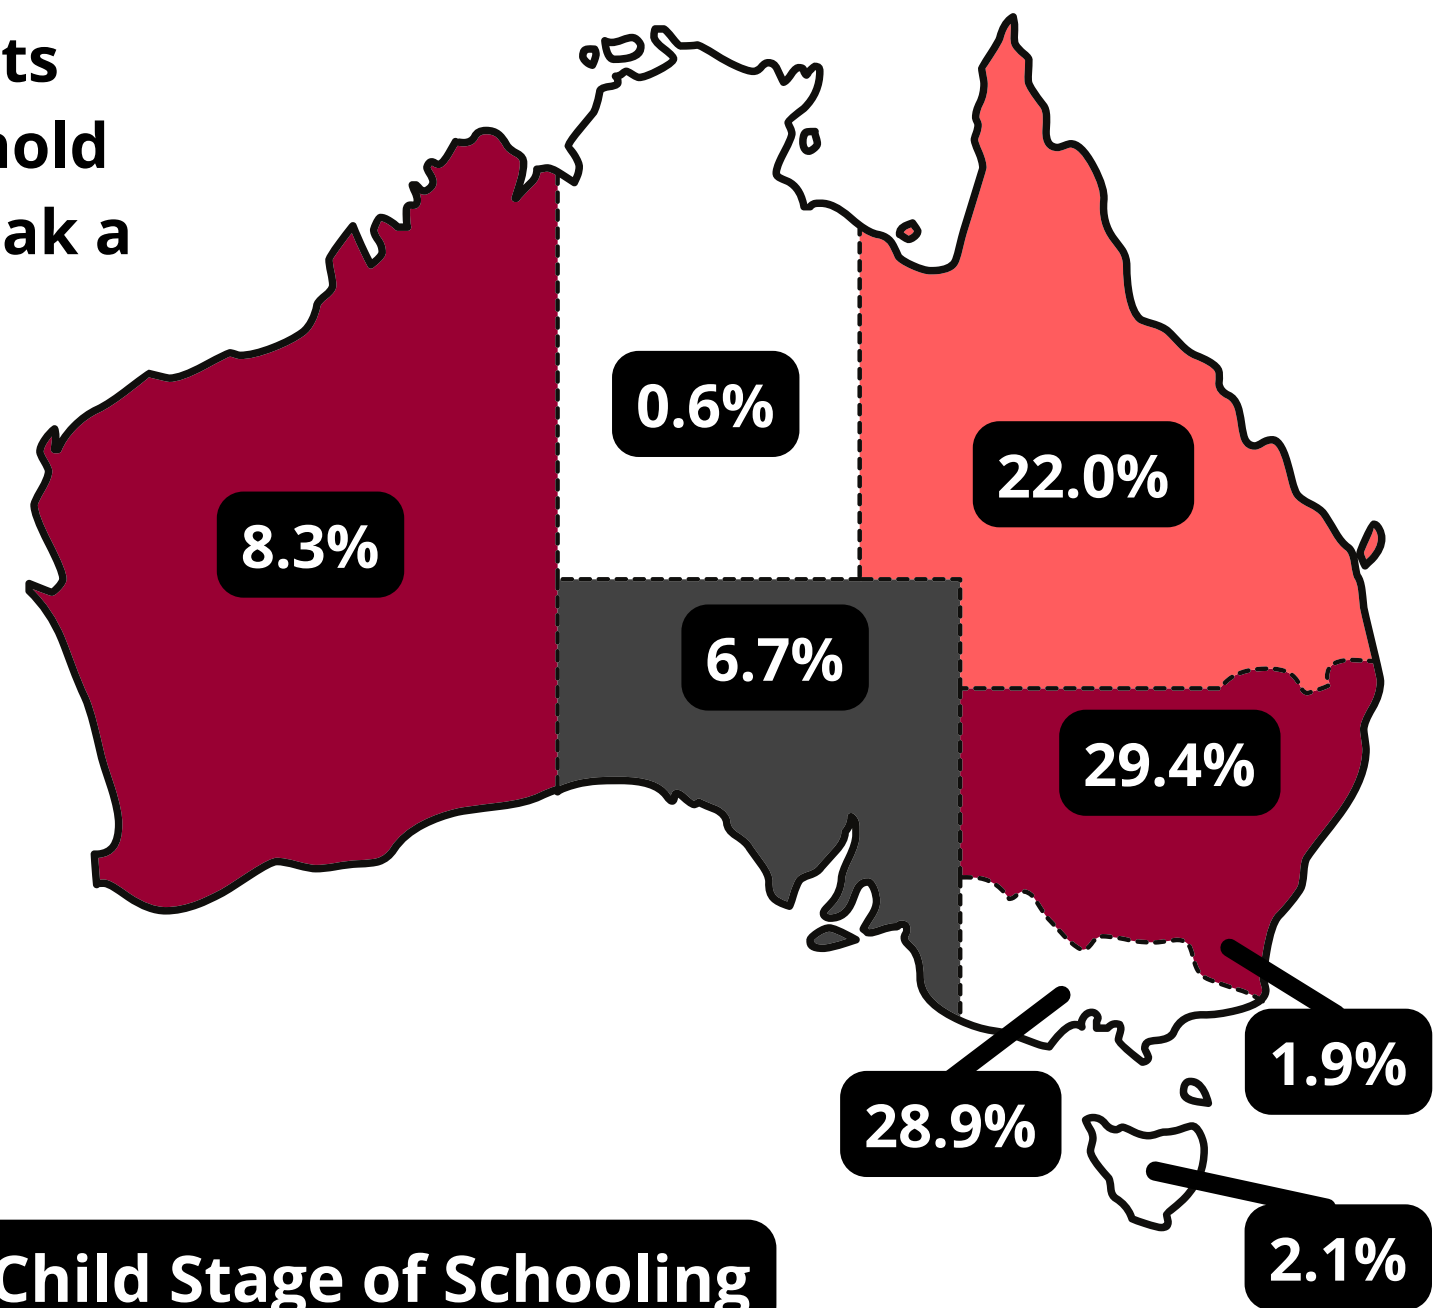 ts
hold
ak a
0.6%
22.0%
8.3%
6.7%
29.4%
1.9%
28.9%
2.1%
Child Stage of Schooling